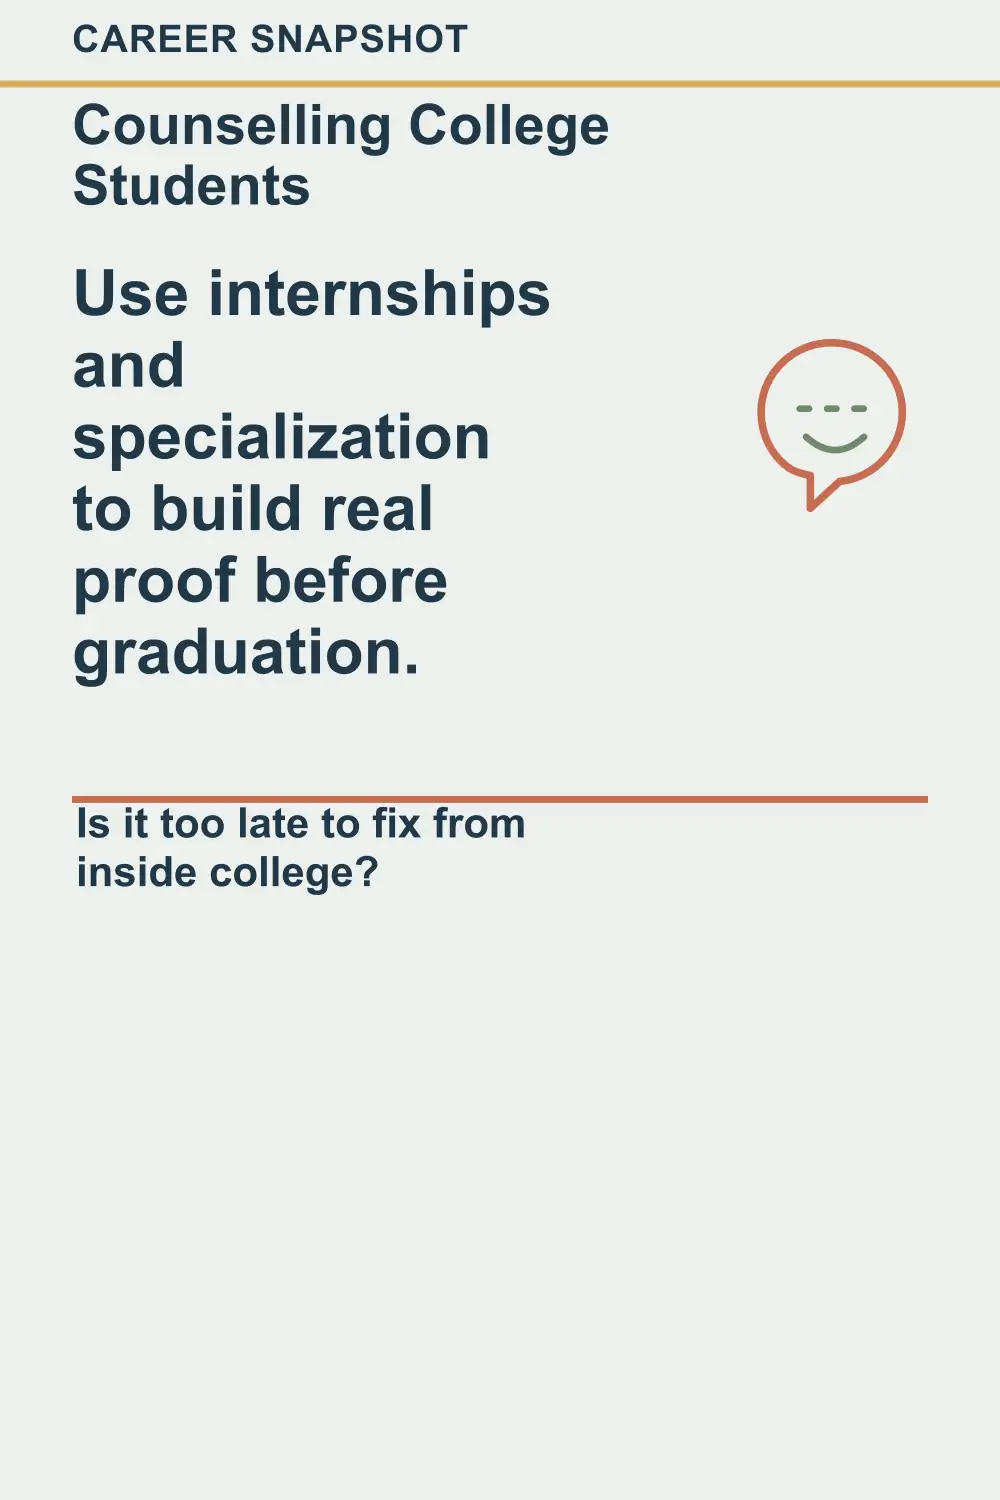 CAREER SNAPSHOT
Counselling College
Students
Use internships
and
specialization
to build real
proof before
graduation.
Is it too late to fix from
inside college?